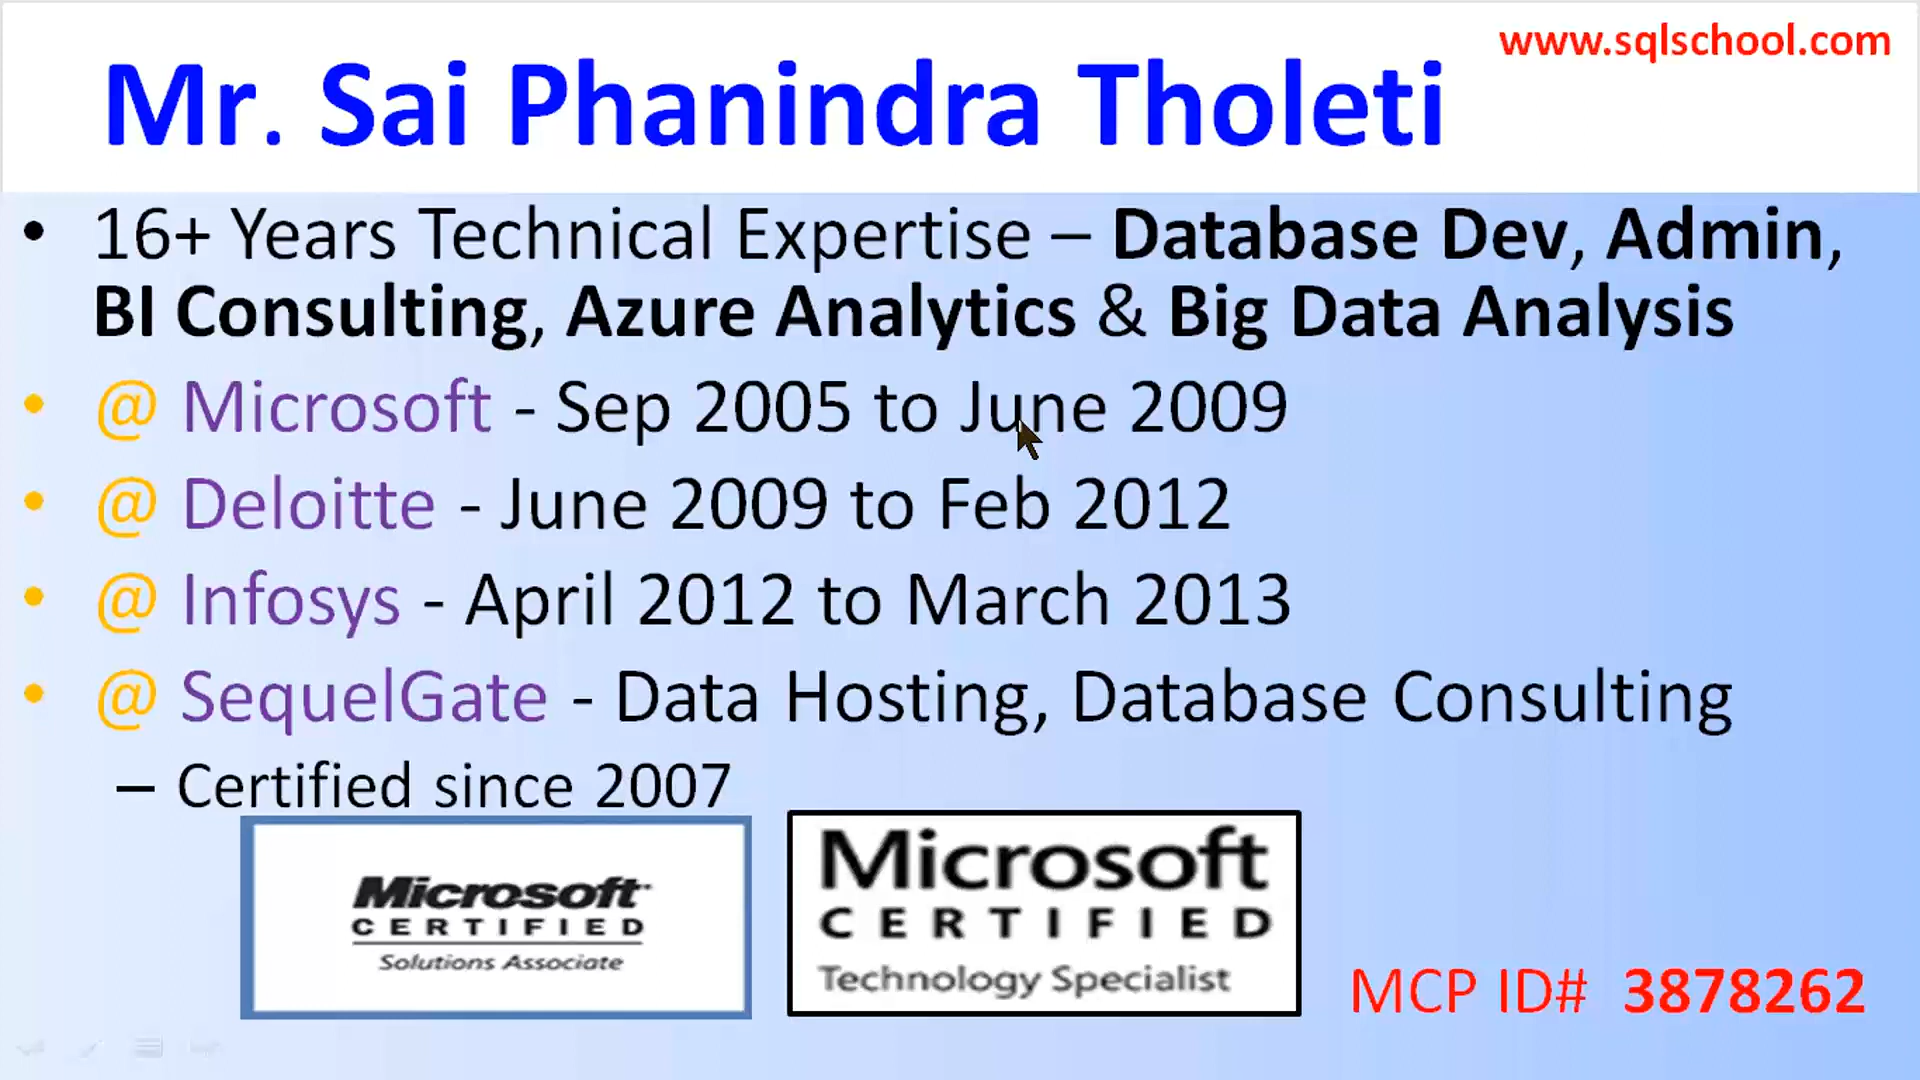 www.sqlschool.com
Mr. Sai Phanindra Tholeti
• 16+ Years Technical Expertise – Database Dev, Admin,
BI Consulting, Azure Analytics & Big Data Analysis
• @ Microsoft - Sep 2005 to June 2009
• @ Deloitte - June 2009 to Feb 2012
• @ Infosys - April 2012 to March 2013
• @ SequelGate - Data Hosting, Database Consulting
– Certified since 2007
Microsoft
CERTIFIED
Solutions Associate
Microsoft
CERTIFIED
Technology Specialist
MCP ID# 3878262